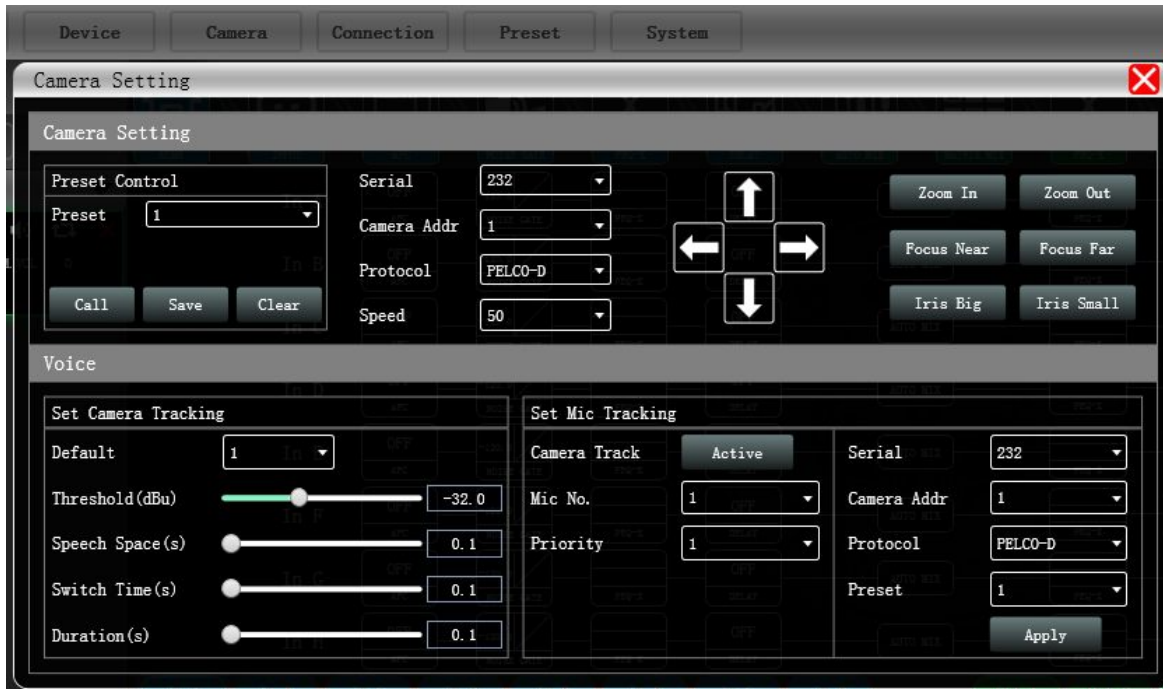 Device Camera Connection Preset System
Camera Setting
Camera Setting
Preset Control
Preset 1
Call Save Clear
Serial 232
Camera Addr 1
Protocol PELCO-D
Speed 50
Zoom In Zoom Out
Focus Near Focus Far
Iris Big Iris Small
Voice
Set Camera Tracking
Default 1
Threshold(dBu) -32.0
Speech Space(s) 0.1
Switch Time(s) 0.1
Duration(s) 0.1
Set Mic Tracking
Camera Track Active
Mic No. 1
Priority 1
Serial 232
Camera Addr 1
Protocol PELCO-D
Preset 1
Apply